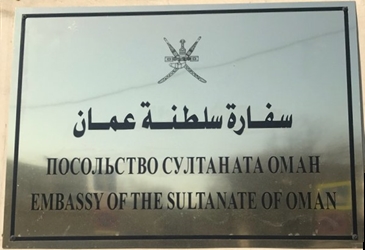 سفارة سلطنة عمان
ПОСОЛЬСТВО СУЛТАНАТА ОМАН
EMBASSY OF THE SULTANATE OF OMAN